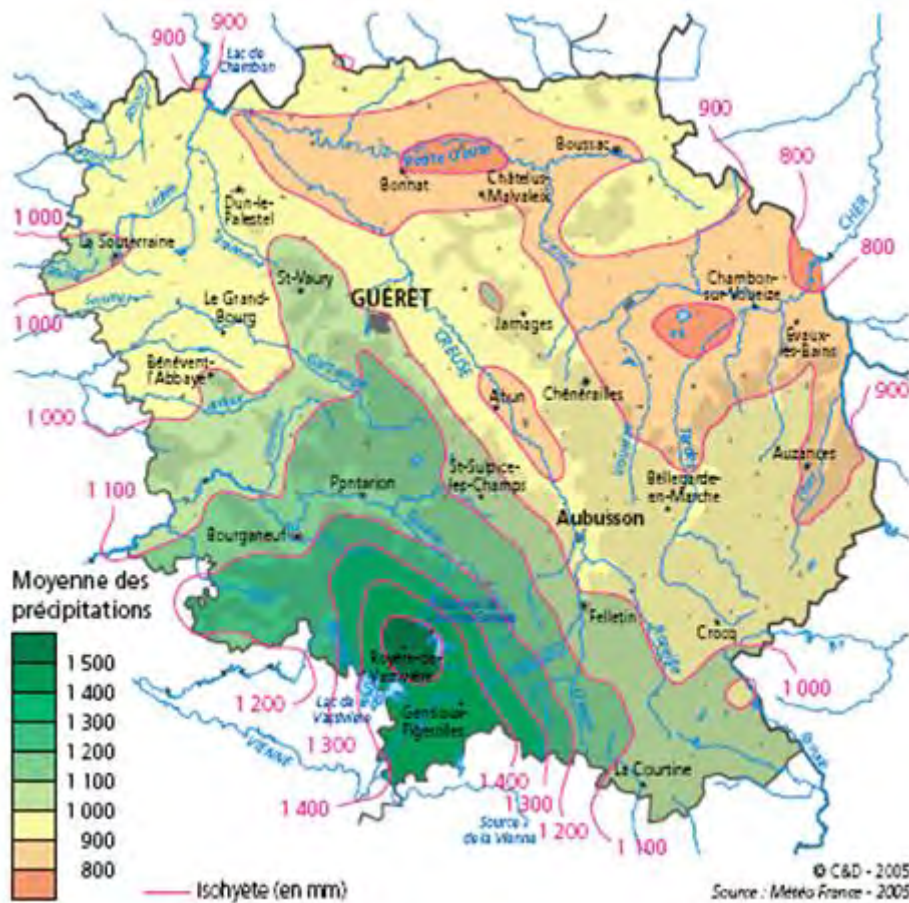 900
900
Lac de
Chambon
900
800
CHER
800
1 000
La Souterraine
1 000
Dun-le-
Palestel
Petite Creuse
Bonnat
Boussac
Châtelus-
Malvaleix
St-Vaury
GUÉRET
Le Grand-
Bourg
Bénévent-
l'Abbaye
1 000
CREUSE
Jarnages
Ahun
Chénérailles
Chambon-
sur-Voueize
Évaux-
les-Bains
900
Auzances
Tardes
Bellegarde-
en-Marche
1 100
Pontarion
St-Sulpice-
les-Champs
Bourganeuf
Aubusson
Felletin
Crocq
1 000
Royère-de-
Vassivière
Gentioux-
Pigerolles
La Courtine
1 200
Lac de
Vassivière
1 300
VIENNE
1 400
Source
de la Vienne
1 400
1 300
1 200
1 100
Moyenne des
précipitations
1 500
1 400
1 300
1 200
1 100
1 000
900
800
Isohyète (en mm)
© C&D - 2005
Source : Météo France - 2005